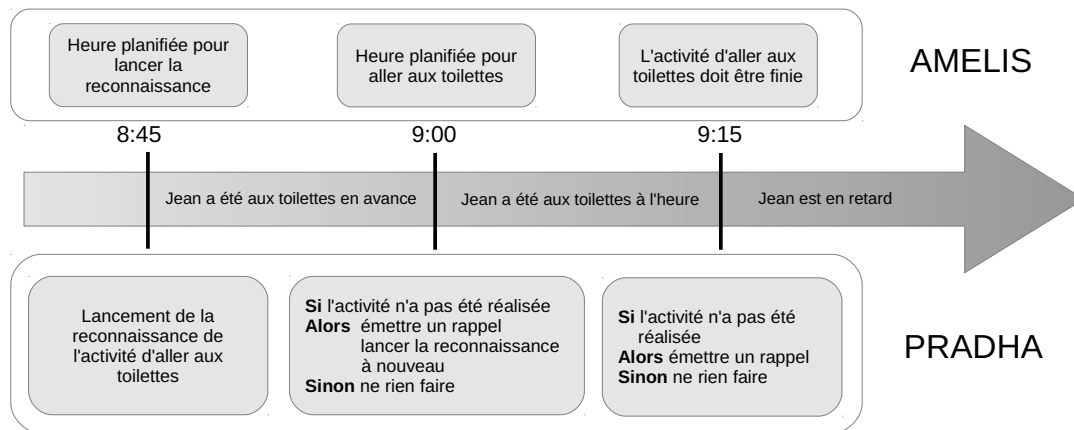 Heure planifiée pour
lancer la
reconnaissance
Heure planifiée pour
aller aux toilettes
L'activité d'aller aux
toilettes doit être finie
AMELIS
8:45
9:00
9:15
Jean a été aux toilettes en avance
Jean a été aux toilettes à l'heure
Jean est en retard
Lancement de la
reconnaissance de
l'activité d'aller aux
toilettes
Si l'activité n'a pas été réalisée
Alors émettre un rappel
lancer la reconnaissance
à nouveau
Sinon ne rien faire
Si l'activité n'a pas été
réalisée
Alors émettre un rappel
Sinon ne rien faire
PRADHA